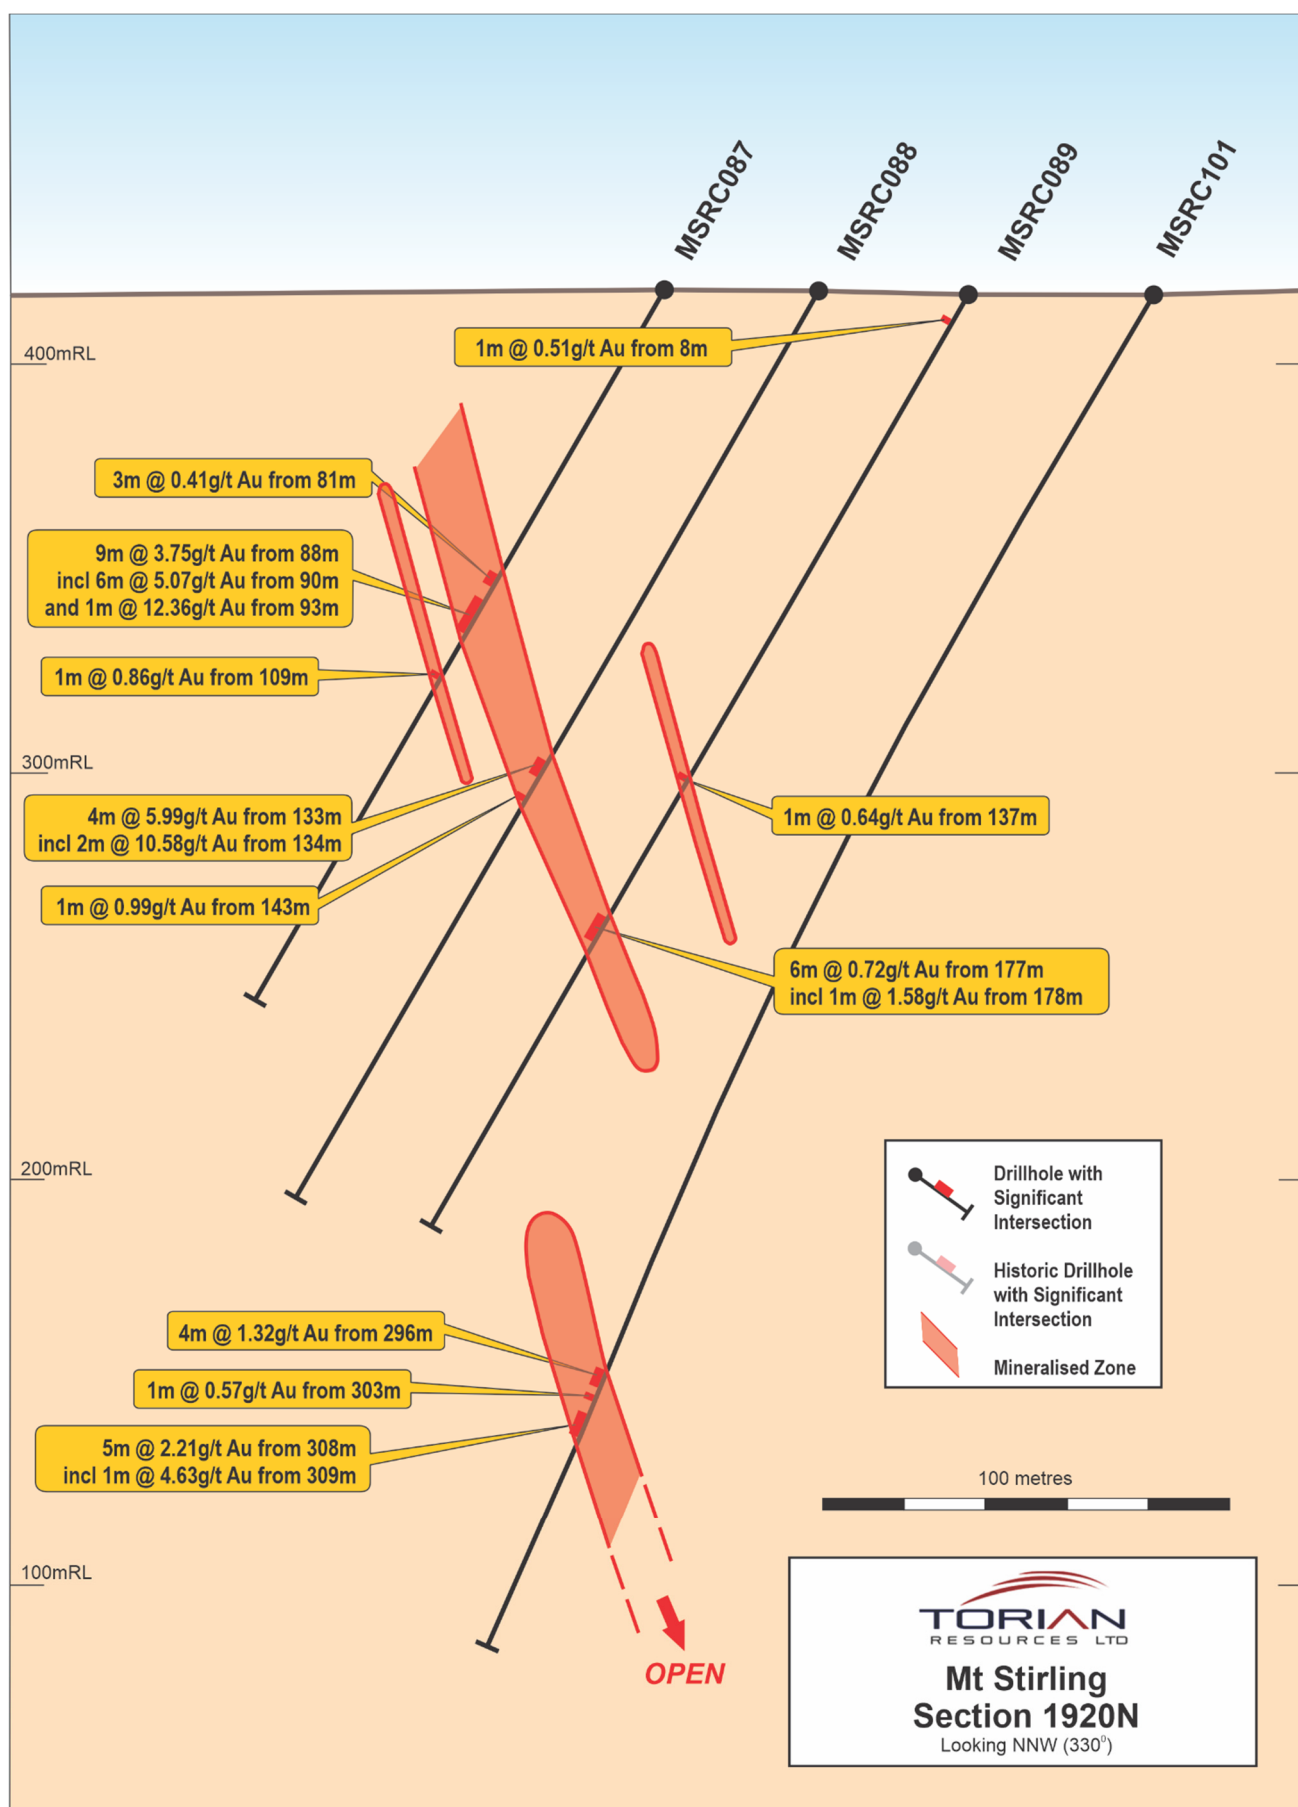 MSRC087
MSRC088
MSRC089
MSRC101
1m @ 0.51g/t Au from 8m
400mRL
3m @ 0.41g/t Au from 81m
9m @ 3.75g/t Au from 88m
incl 6m @ 5.07g/t Au from 90m
and 1m @ 12.36g/t Au from 93m
1m @ 0.86g/t Au from 109m
300mRL
4m @ 5.99g/t Au from 133m
incl 2m @ 10.58g/t Au from 134m
1m @ 0.64g/t Au from 137m
1m @ 0.99g/t Au from 143m
6m @ 0.72g/t Au from 177m
incl 1m @ 1.58g/t Au from 178m
200mRL
Drillhole with
Significant
Intersection
Historic Drillhole
with Significant
Intersection
Mineralised Zone
4m @ 1.32g/t Au from 296m
1m @ 0.57g/t Au from 303m
5m @ 2.21g/t Au from 308m
incl 1m @ 4.63g/t Au from 309m
100 metres
100mRL
OPEN
TORIAN
RESOURCES LTD
Mt Stirling
Section 1920N
Looking NNW (330⁰)